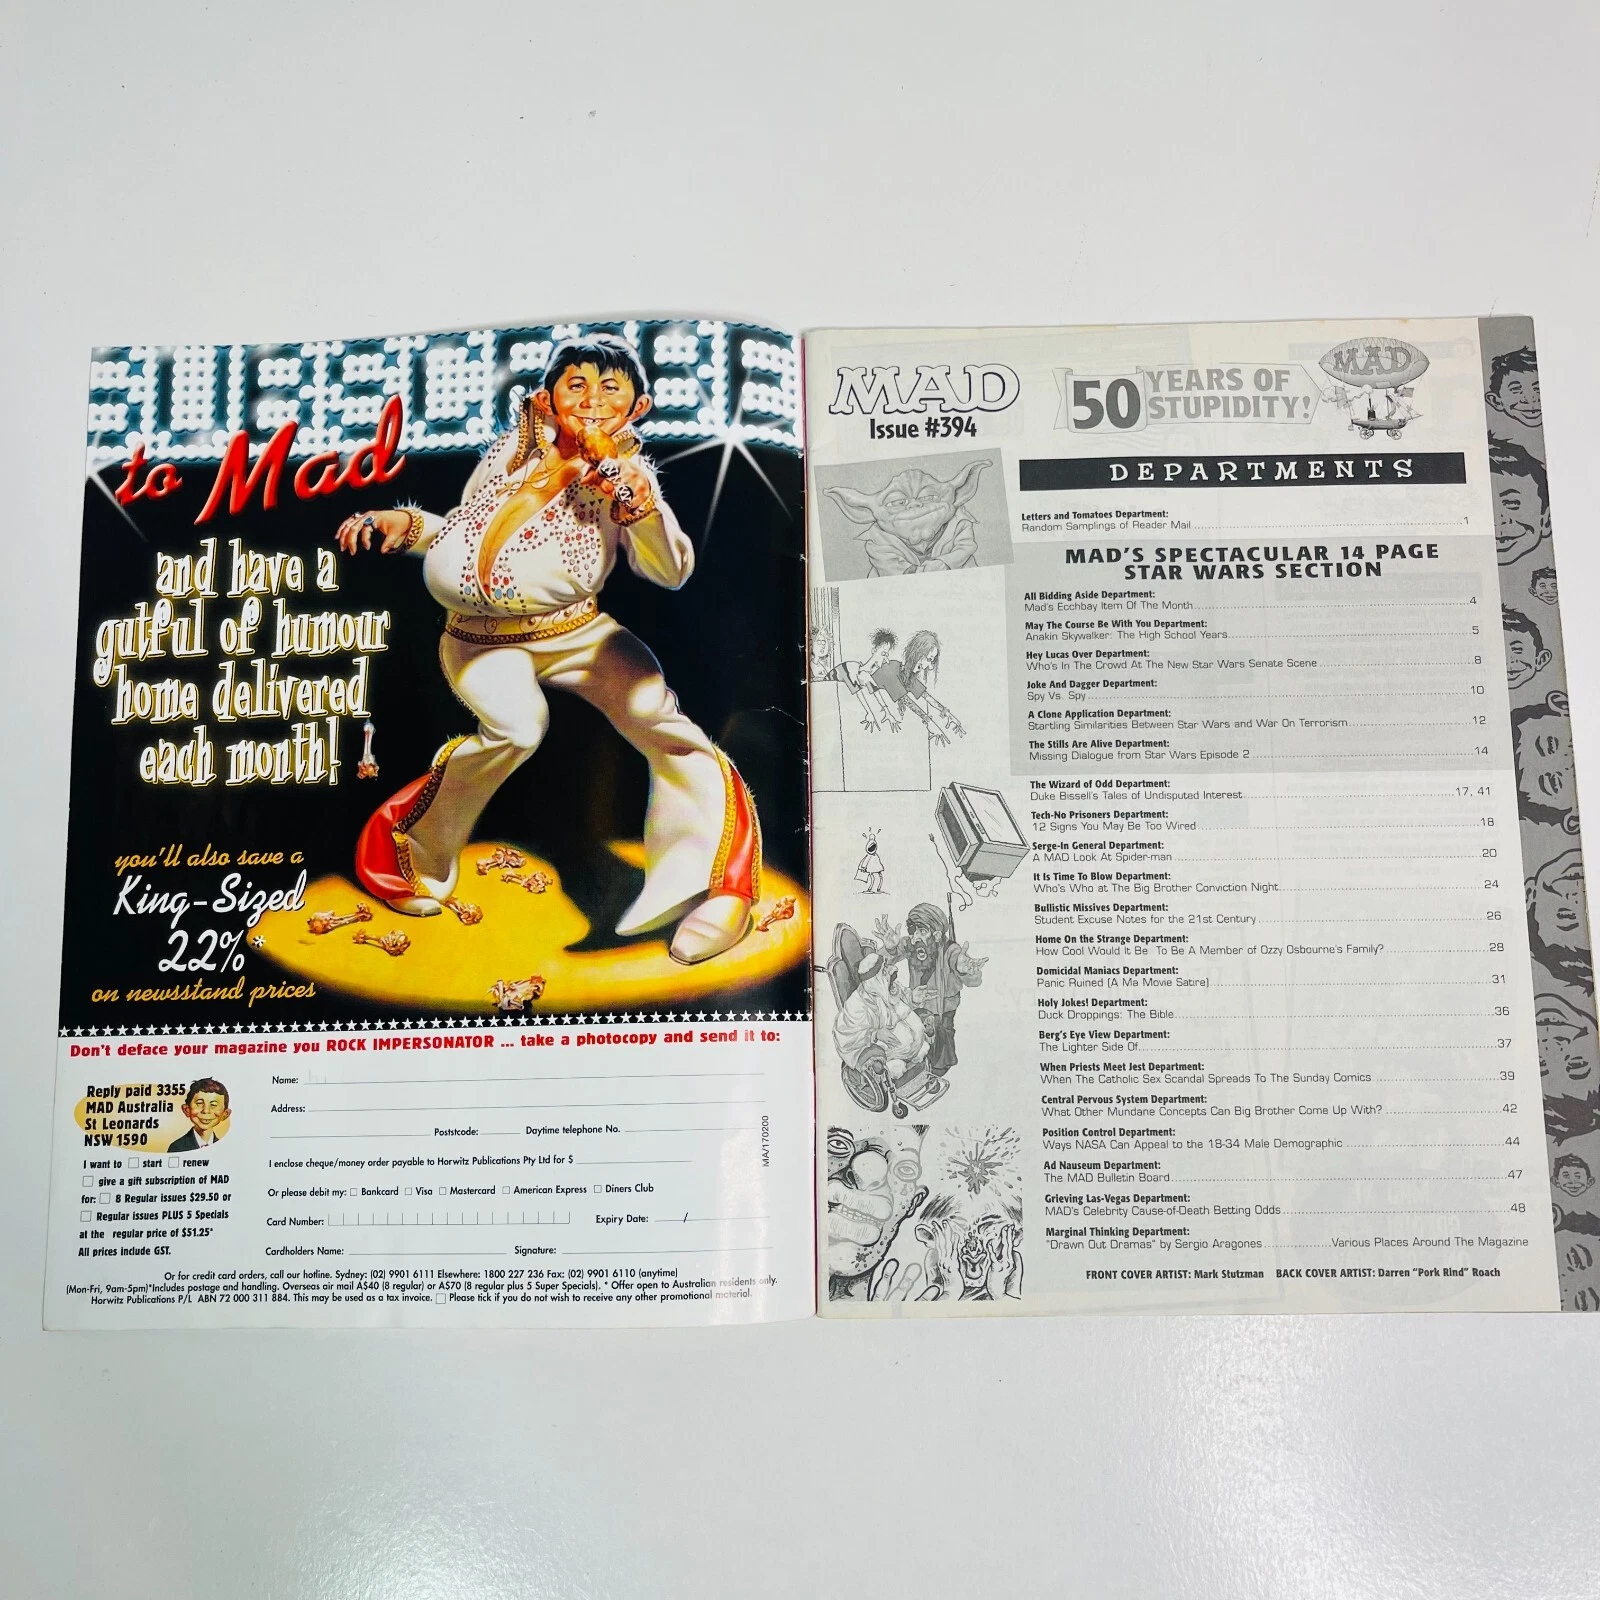 SUBSCRIBE
to Mad
and have a
gutful of humour
home delivered
each month!
you'll also save a
King-Sized
22%*
on newsstand prices
Don't deface your magazine you ROCK IMPERSONATOR ... take a photocopy and send it to:
Reply paid 3355
MAD Australia
St Leonards
NSW 1590
I want to start renew
give a gift subscription of MAD
for: 8 Regular issues $29.50 or
Regular issues PLUS 5 Specials
at the regular price of $51.25*
All prices include GST.
Name:
Address:
Poststcode: Daytime telephone No.
I enclose cheque/money order payable to Horwitz Publications Pty Ltd for $
Or please debit my: Bankcard Visa Mastercard American Express Diners Club
Card Number: Expiry Date: /
Cardholders Name: Signature:
MA/170200
Or for credit card orders, call our hotline. Sydney: (02) 9901 6111 Elsewhere: 1800 227 236 Fax: (02) 9901 6110 (anytime)
(Mon-Fri, 9am-5pm)*Includes postage and handling. Overseas air mail A$40 (8 regular) or A$70 (8 regular plus 5 Super Specials). * Offer open to Australian residents only.
Horwitz Publications P/L ABN 72 000 311 884. This may be used as a tax invoice. Please tick if you do not wish to receive any other promotional material.
MAD
Issue #394
50 YEARS OF
STUPIDITY!
MAD
DEPARTMENTS
Letters and Tomatoes Department:
Random Samplings of Reader Mail 1
MAD'S SPECTACULAR 14 PAGE
STAR WARS SECTION
All Bidding Aside Department:
Mad's Ecchbay Item Of The Month 4
May The Course Be With You Department:
Anakin Skywalker: The High School Years 5
Hey Lucas Over Department:
Who's In The Crowd At The New Star Wars Senate Scene 8
Joke And Dagger Department:
Spy Vs. Spy 10
A Clone Application Department:
Startling Similarities Between Star Wars and War On Terrorism 12
The Stills Are Alive Department:
Missing Dialogue from Star Wars Episode 2 14
The Wizard of Odd Department:
Duke Bissell's Tales of Undisputed Interest 17, 41
Tech-No Prisoners Department:
12 Signs You May Be Too Wired 18
Serge-In General Department:
A MAD Look At Spider-man 20
It Is Time To Blow Department:
Who's Who at The Big Brother Conviction Night 24
Bullistic Missives Department:
Student Excuse Notes for the 21st Century 26
Home On the Strange Department:
How Cool Would It Be To Be A Member of Ozzy Osbourne's Family? 28
Domicidal Maniacs Department:
Panic Ruined (A Ma Movie Satire) 31
Holy Jokes! Department:
Duck Droppings: The Bible 36
Berg's Eye View Department:
The Lighter Side Of 37
When Priests Meet Jest Department:
When The Catholic Sex Scandal Spreads To The Sunday Comics 39
Central Pervous System Department:
What Other Mundane Concepts Can Big Brother Come Up With? 42
Position Control Department:
Ways NASA Can Appeal to the 18-34 Male Demographic 44
Ad Nauseum Department:
The MAD Bulletin Board 47
Grieving Las-Vegas Department:
MAD's Celebrity Cause-of-Death Betting Odds 48
Marginal Thinking Department:
"Drawn Out Dramas" by Sergio Aragones Various Places Around The Magazine
FRONT COVER ARTIST: Mark Stutzman BACK COVER ARTIST: Darren "Pork Rind" Roach